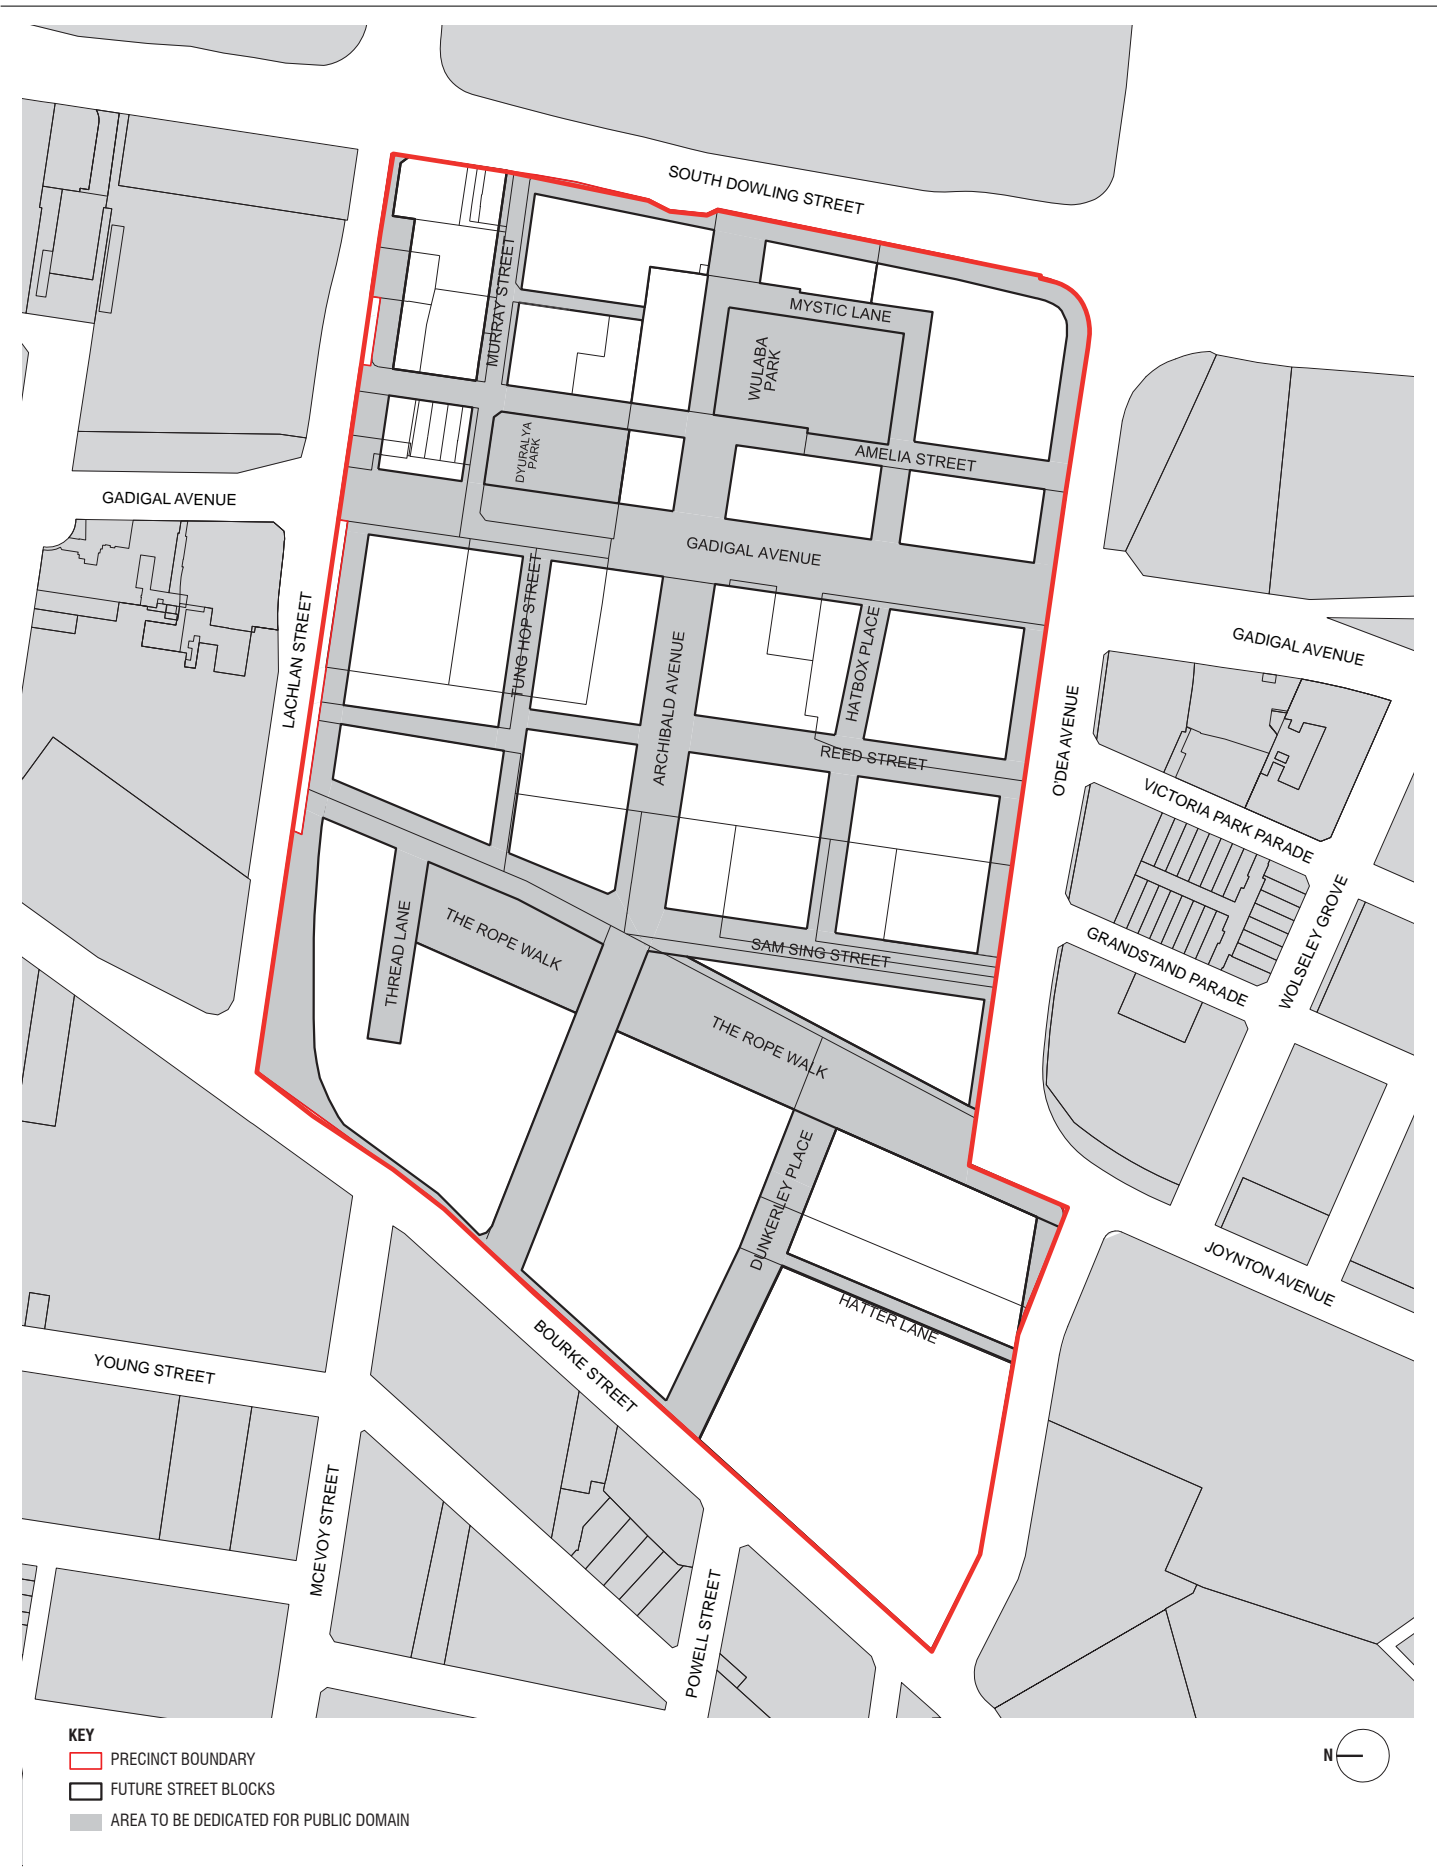 SOUTH DOWLING STREET
MURRAY STREET
MYSTIC LANE
WULABA
PARK
DYURALYA
PARK
AMELIA STREET
GADIGAL AVENUE
GADIGAL AVENUE
TUNG HOP STREET
LACHLAN STREET
ARCHIBALD AVENUE
HATBOX PLACE
GADIGAL AVENUE
O'DEA AVENUE
REED STREET
VICTORIA PARK PARADE
WOLSELEY GROVE
THREAD LANE
THE ROPE WALK
SAM SING STREET
GRANDSTAND PARADE
THE ROPE WALK
DUNKERLEY PLACE
JOYNTON AVENUE
HATTER LANE
BOURKE STREET
YOUNG STREET
MCEVOY STREET
POWELL STREET
KEY
PRECINCT BOUNDARY
FUTURE STREET BLOCKS
AREA TO BE DEDICATED FOR PUBLIC DOMAIN
N